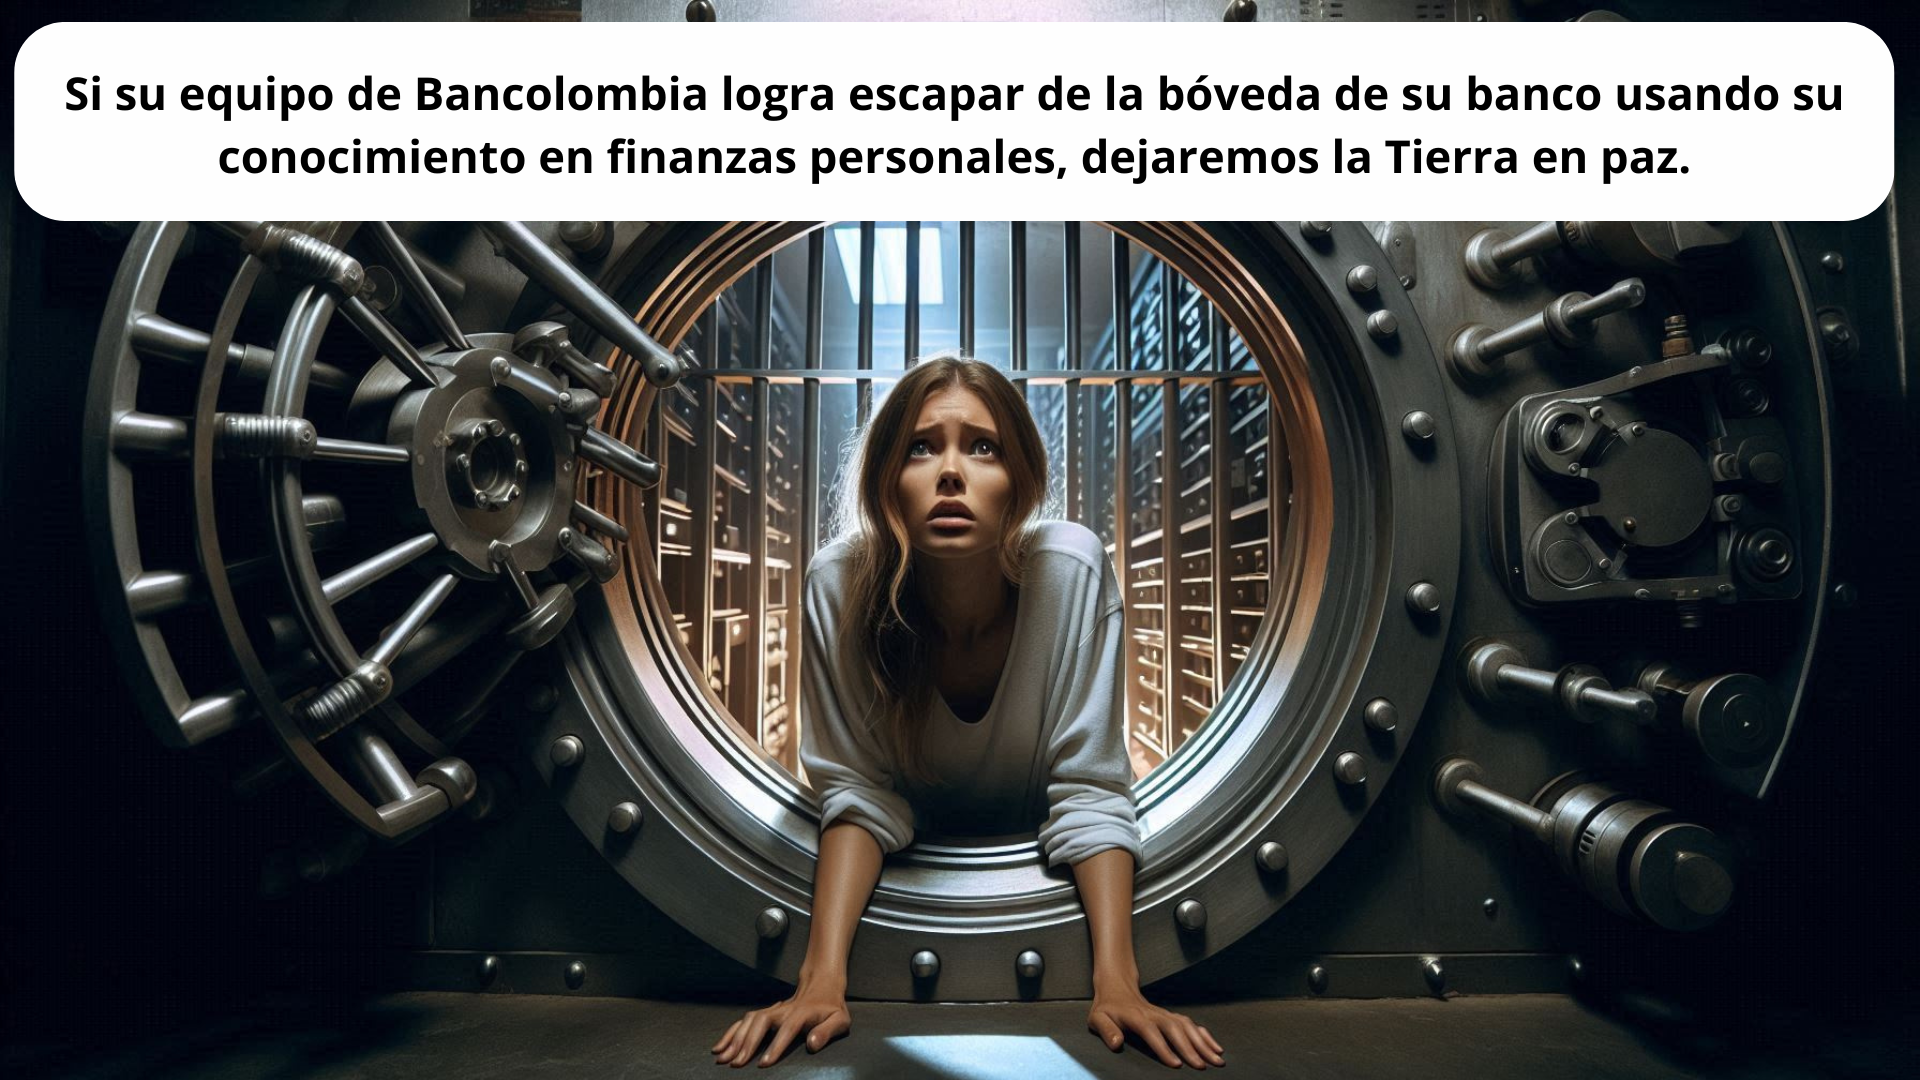 Si su equipo de Bancolombia logra escapar de la bóveda de su banco usando su
conocimiento en finanzas personales, dejaremos la Tierra en paz.